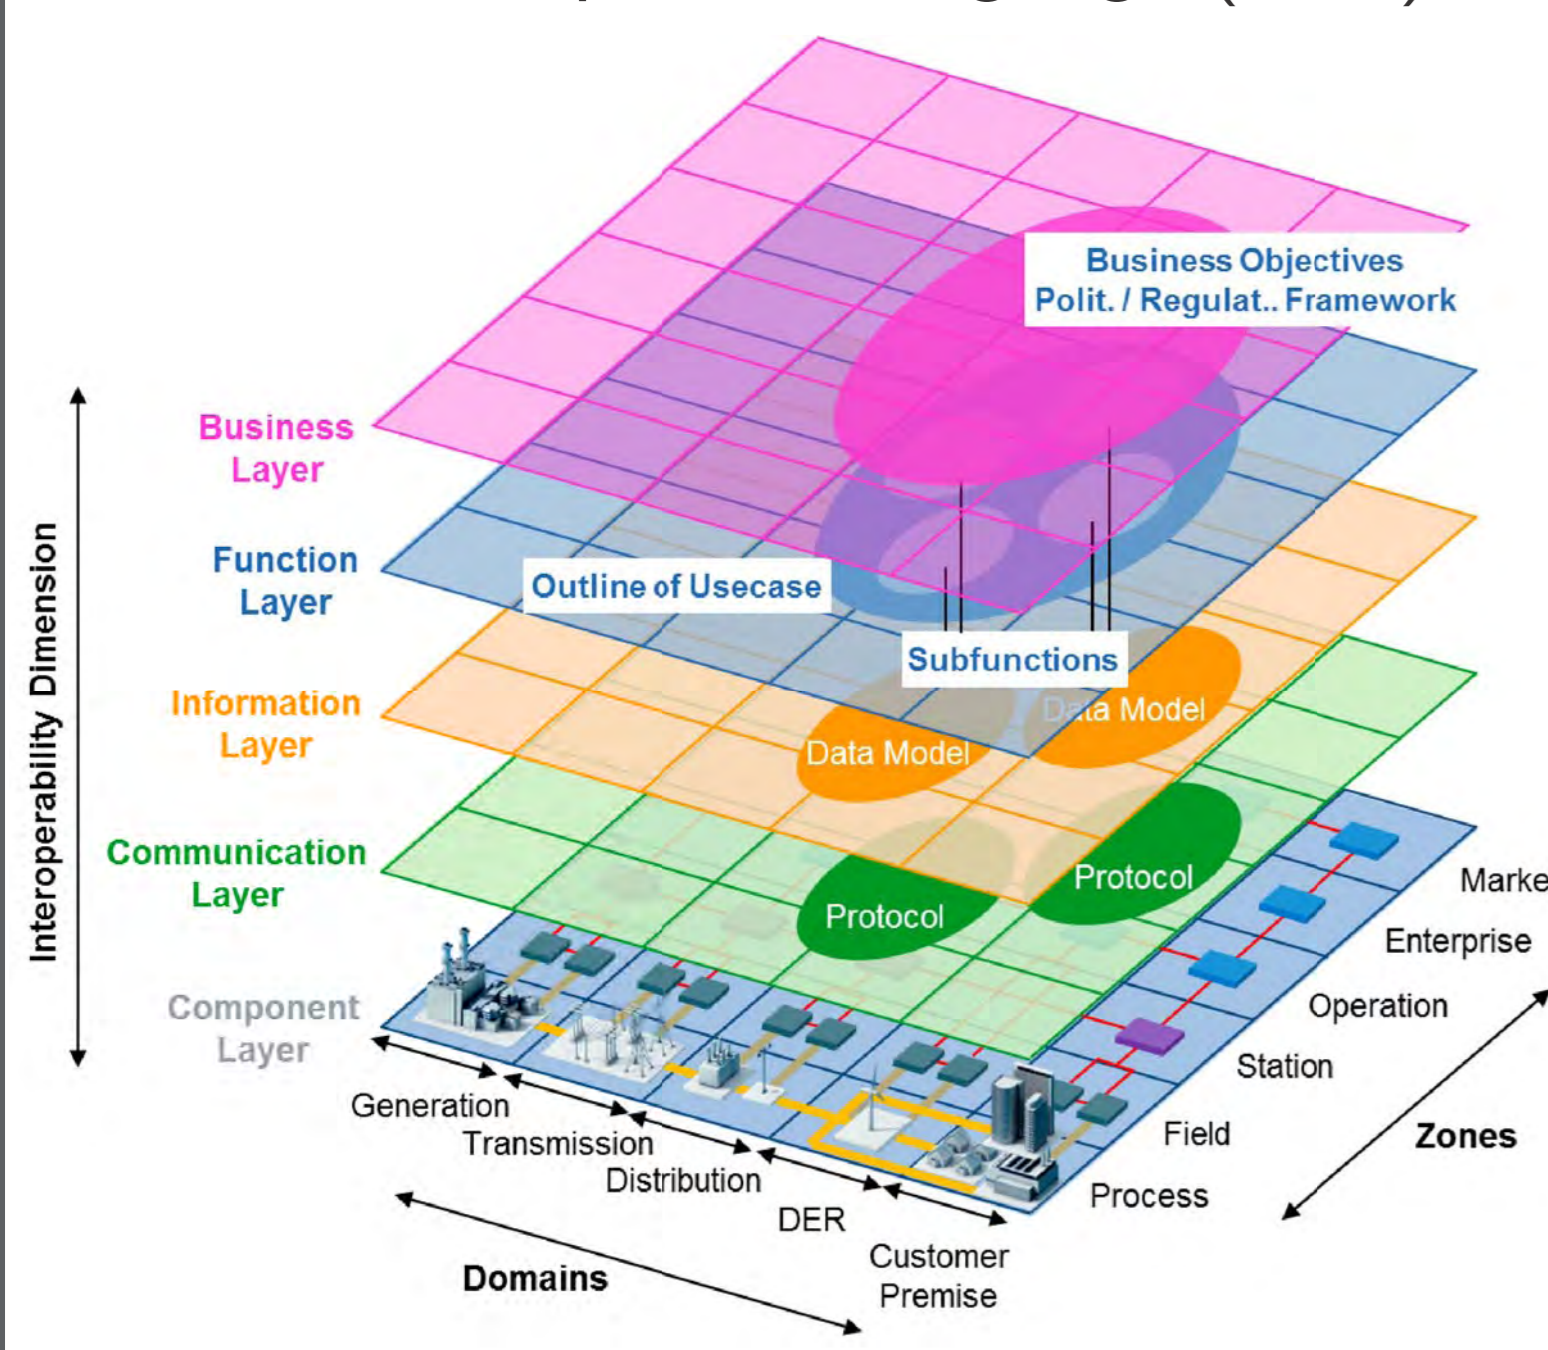 Business Objectives
Polit. / Regulat.. Framework
Business
Layer
Function
Layer
Outline of Usecase
Subfunctions
Information
Layer
Data Model
Data Model
Communication
Layer
Protocol
Protocol
Component
Layer
Interoperability Dimension
Generation
Transmission
Distribution
DER
Customer
Premise
Domains
Marke
Enterprise
Operation
Station
Field
Process
Zones